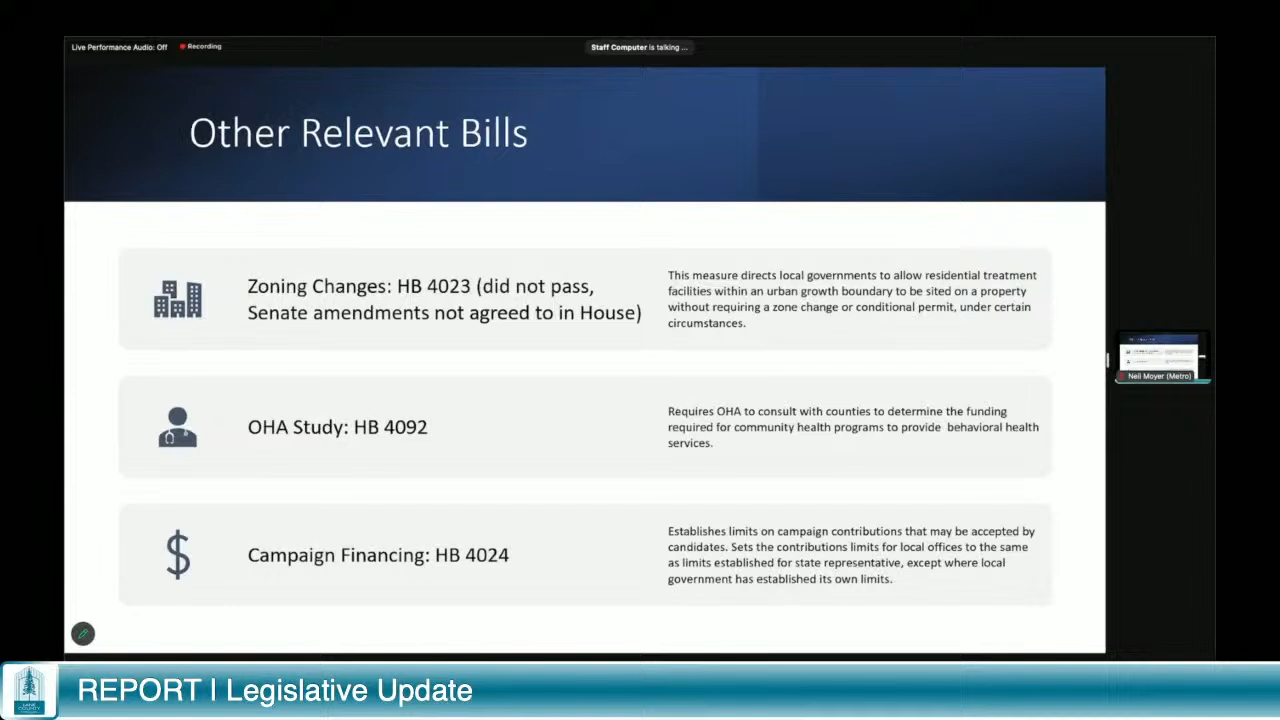 Live Performance Audio: Off
Recording
Staff Computer is talking ...
Other Relevant Bills
Zoning Changes: HB 4023 (did not pass,
Senate amendments not agreed to in House)
This measure directs local governments to allow residential treatment
facilities within an urban growth boundary to be sited on a property
without requiring a zone change or conditional permit, under certain
circumstances.
OHA Study: HB 4092
Requires OHA to consult with counties to determine the funding
required for community health programs to provide behavioral health
services.
Campaign Financing: HB 4024
Establishes limits on campaign contributions that may be accepted by
candidates. Sets the contributions limits for local offices to the same
as limits established for state representative, except where local
government has established its own limits.
Neil Moyer (Metro)
LANE
COUNTY
REPORT | Legislative Update